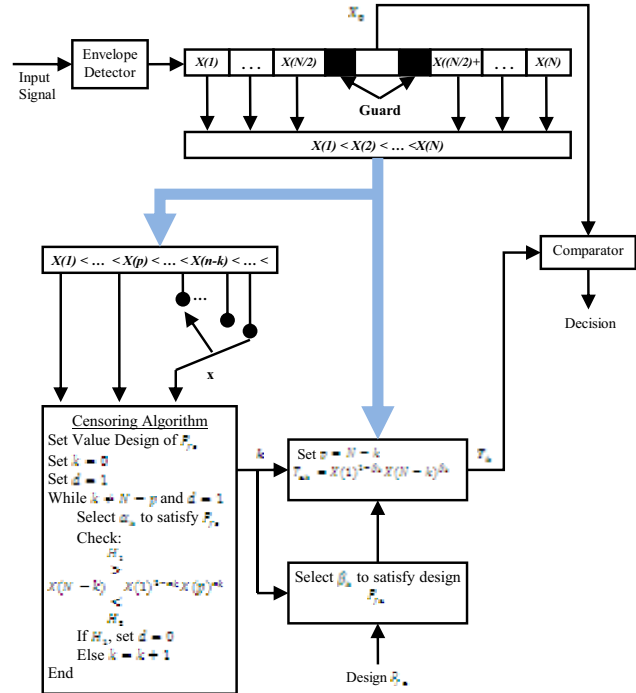 X₀
Envelope
Detector
Input
Signal
X(1) ... X(N/2) X((N/2)+ ... X(N)
Guard
X(1) < X(2) < ... <X(N)
X(1) < ... < X(p) < ... < X(n-k) < ... <
Comparator
Decision
...
x
Censoring Algorithm
Set Value Design of
Set k = 0
Set d = 1
While k ≠ N − p and d = 1
Select to satisfy
Check:
X(N − k) X(1) X(p)
If set d = 0
Else k = k + 1
End
k
Set = N − k
= X(1) X(N − k)
Select to satisfy design
Design